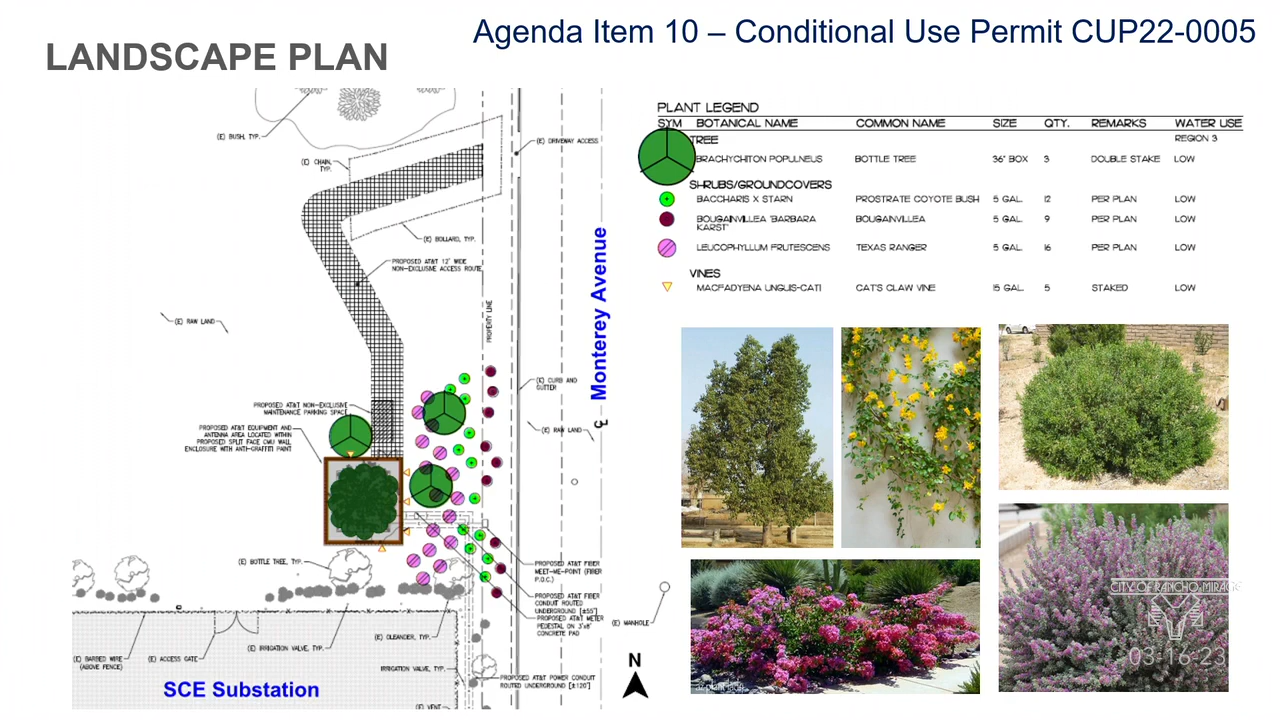 Agenda Item 10 – Conditional Use Permit CUP22-0005
LANDSCAPE PLAN
(E) BUSH, TYP.
(E) CHAIN,
TYP.
(E) DRIVEWAY ACCESS
(E) BOLLARD, TYP.
PROPOSED AT&T 12' WIDE
NON-EXCLUSIVE ACCESS ROUTE
(E) RAW LAND
PROPERTY LINE
Monterey Avenue
(E) CURB AND
GUTTER
(E) RAW LAND
PROPOSED AT&T NON-EXCLUSIVE
MAINTENANCE PARKING SPACE
PROPOSED AT&T EQUIPMENT AND
ANTENNA AREA LOCATED WITHIN
PROPOSED SPLIT FACE CMU WALL
ENCLOSURE WITH ANTI-GRAFFITI PAINT
(E) BOTTLE TREE, TYP.
PROPOSED AT&T FIBER
MEET-ME-POINT (FIBER
P.O.C.)
PROPOSED AT&T FIBER
CONDUIT ROUTED
UNDERGROUND [±55']
PROPOSED AT&T METER
PEDESTAL ON 3'x8'
CONCRETE PAD
(E) MANHOLE
(E) OLEANDER, TYP.
(E) IRRIGATION VALVE, TYP.
(E) BARBED WIRE
(ABOVE FENCE)
(E) ACCESS GATE
IRRIGATION VALVE, TYP.
PROPOSED AT&T POWER CONDUIT
ROUTED UNDERGROUND [±120']
SCE Substation
(E) VENT
N
PLANT LEGEND
SYM BOTANICAL NAME COMMON NAME SIZE QTY. REMARKS WATER USE
TREE REGION 3
BRACHYCHITON POPULNEUS BOTTLE TREE 36" BOX 3 DOUBLE STAKE LOW
SHRUBS/GROUNDCOVERS
BACCHARIS X STARN PROSTRATE COYOTE BUSH 5 GAL. 12 PER PLAN LOW
BOUGAINVILLEA 'BARBARA BOUGAINVILLEA 5 GAL. 9 PER PLAN LOW
KARST'
LEUCOPHYLLUM FRUTESCENS TEXAS RANGER 5 GAL. 16 PER PLAN LOW
VINES
MACFADYENA UNGUIS-CATI CAT'S CLAW VINE 15 GAL. 5 STAKED LOW
CITY OF RANCHO MIRAGE
03-16-23